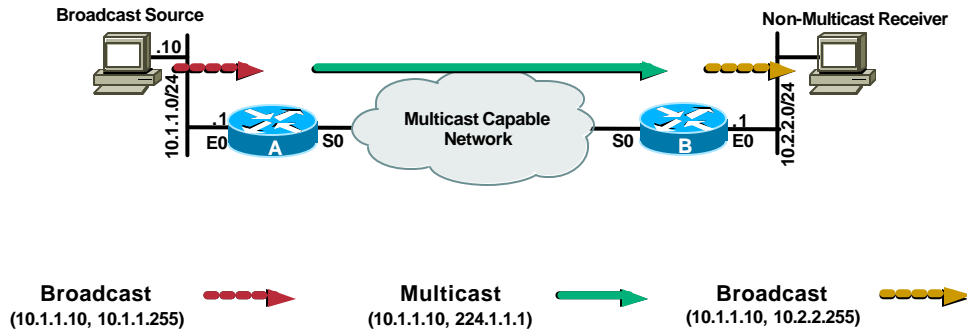 Broadcast Source
Non-Multicast Receiver
.10
10.1.1.0/24
.1
E0
A
S0
Multicast Capable
Network
S0
B
.1
E0
10.2.2.0/24
Broadcast
(10.1.1.10, 10.1.1.255)
Multicast
(10.1.1.10, 224.1.1.1)
Broadcast
(10.1.1.10, 10.2.2.255)